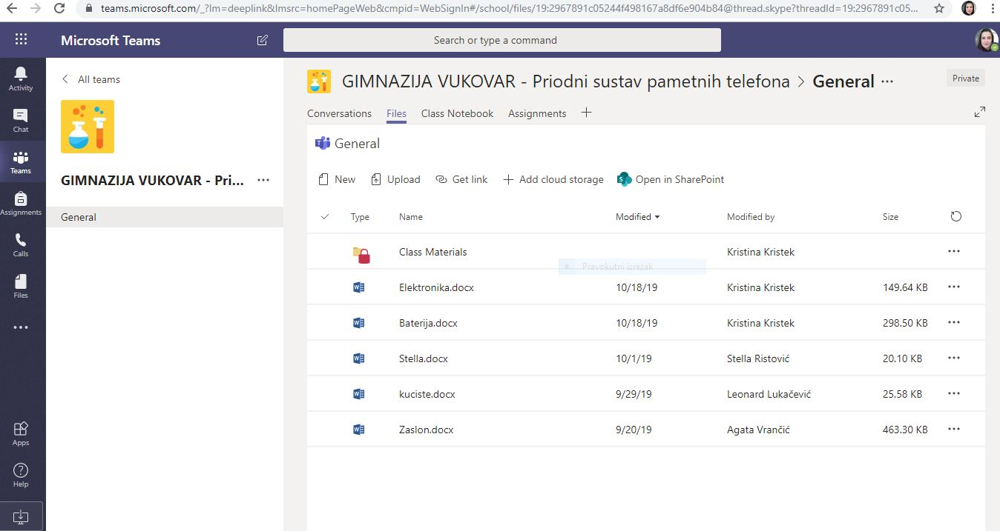 teams.microsoft.com/_?lm=deeplink&lmsrc=homePageWeb&cmpid=WebSignIn#/school/files/19:2967891c05244f498167a8df6e904b84@thread.skype?threadId=19:2967891c05...
Microsoft Teams
Search or type a command
Activity
Chat
Teams
Assignments
Calls
Files
Apps
Help
All teams
GIMNAZIJA VUKOVAR - Pri...
General
GIMNAZIJA VUKOVAR - Priodni sustav pametnih telefona > General
Private
Conversations Files Class Notebook Assignments
General
New Upload Get link Add cloud storage Open in SharePoint
Type Name Modified Modified by Size
Class Materials Kristina Kristek
Pravokutni izrezak
Elektronika.docx 10/18/19 Kristina Kristek 149.64 KB
Baterija.docx 10/18/19 Kristina Kristek 298.50 KB
Stella.docx 10/1/19 Stella Ristović 20.10 KB
kuciste.docx 9/29/19 Leonard Lukačević 25.58 KB
Zaslon.docx 9/20/19 Agata Vrančić 463.30 KB